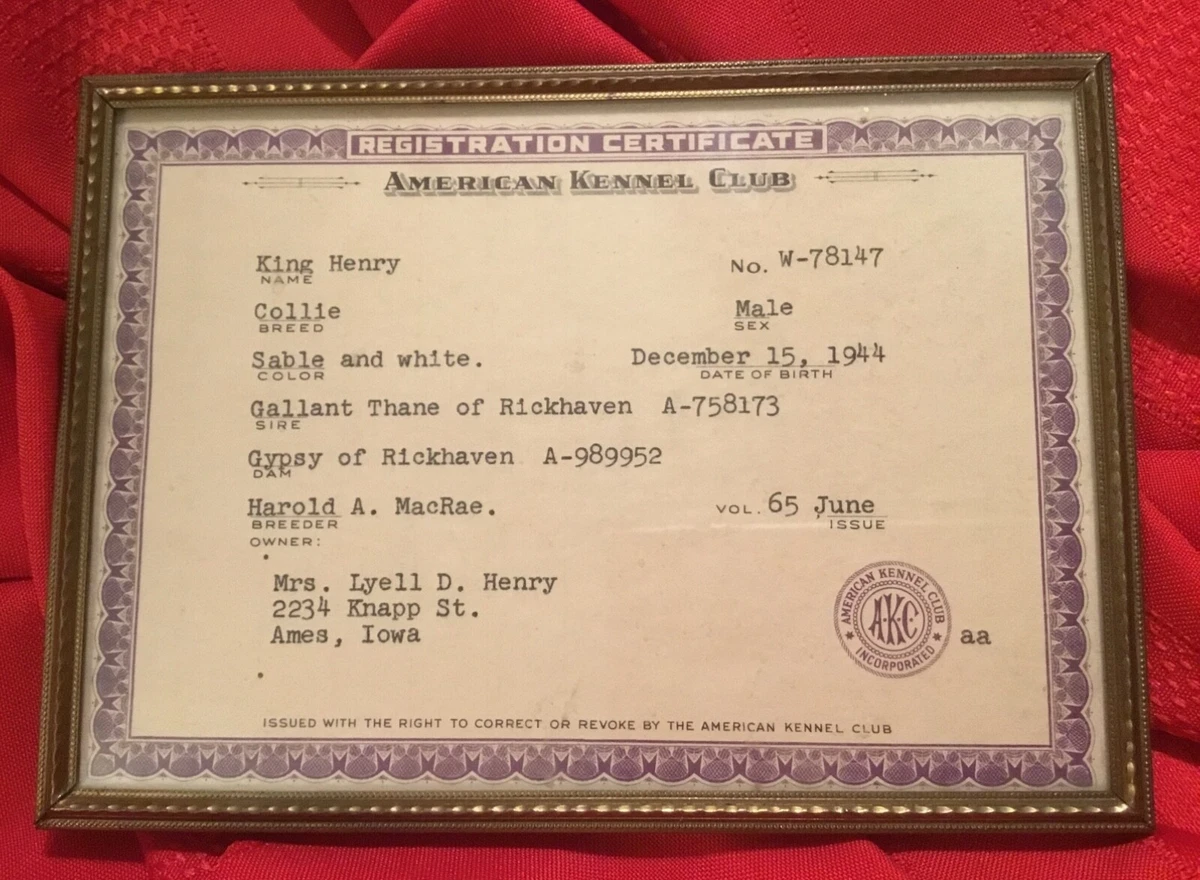 REGISTRATION CERTIFICATE
AMERICAN KENNEL CLUB
King Henry No. W-78147
NAME
Collie Male
BREED SEX
Sable and white. December 15, 1944
COLOR DATE OF BIRTH
Gallant Thane of Rickhaven A-758173
SIRE
Gypsy of Rickhaven A-989952
DAM
Harold A. MacRae. VOL. 65 June
BREEDER ISSUE
OWNER:
Mrs. Lyell D. Henry
2234 Knapp St.
Ames, Iowa
AMERICAN KENNEL CLUB
A·K·C
INCORPORATED
aa
ISSUED WITH THE RIGHT TO CORRECT OR REVOKE BY THE AMERICAN KENNEL CLUB